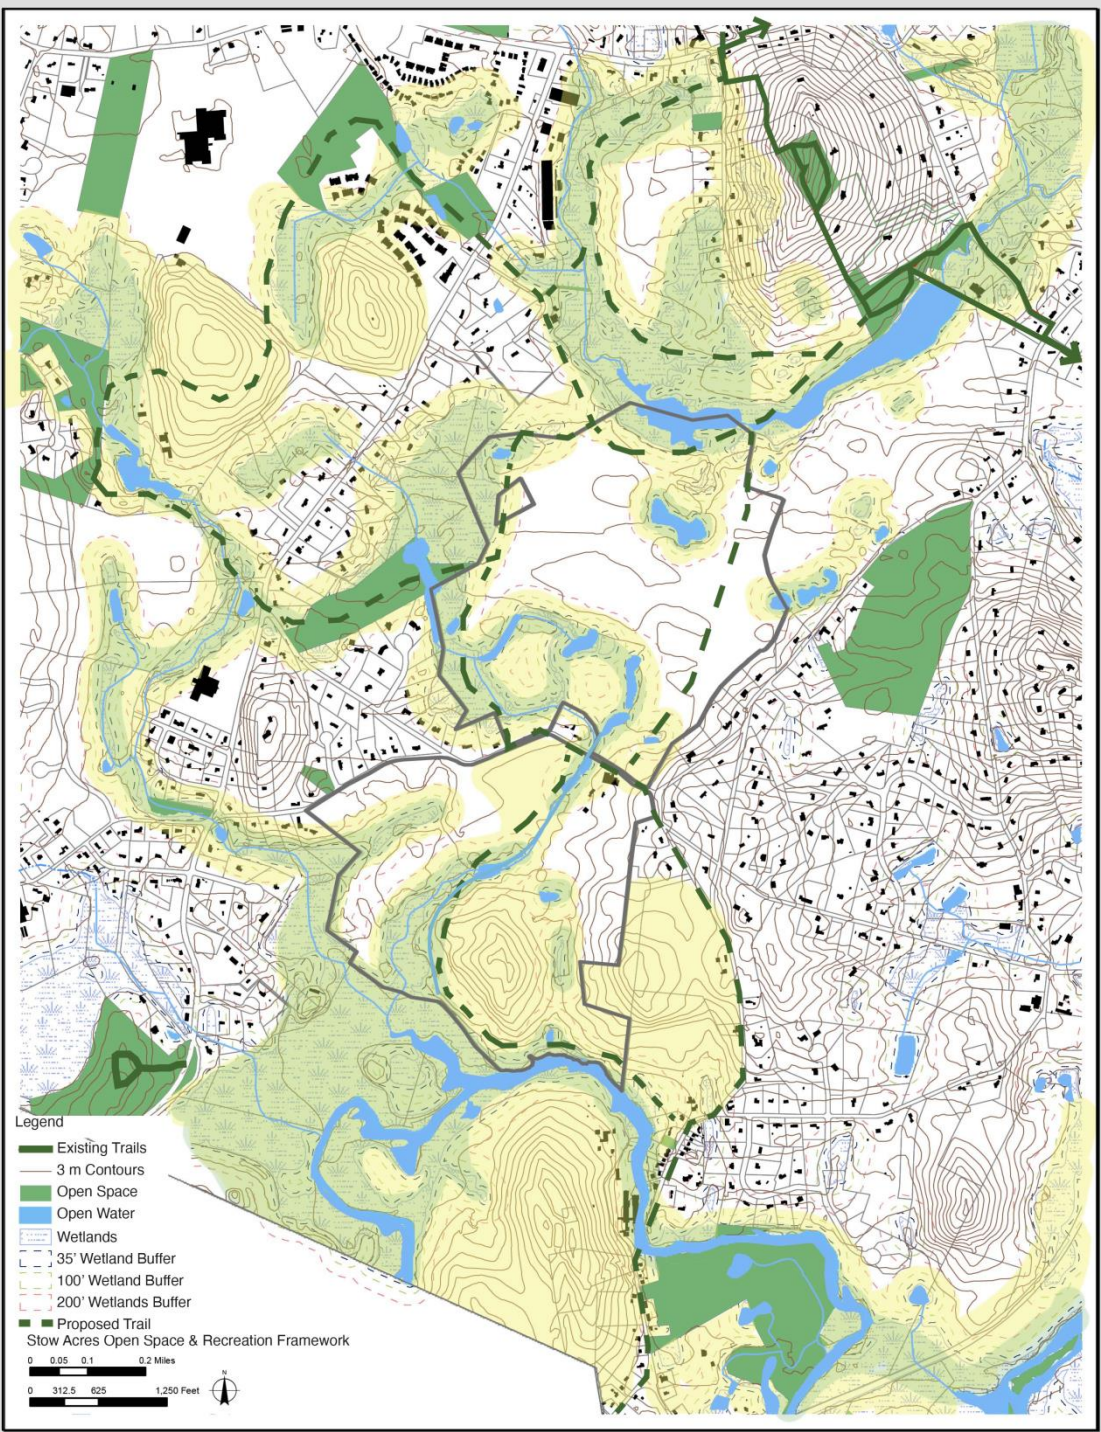 Legend
Existing Trails
3 m Contours
Open Space
Open Water
Wetlands
35' Wetland Buffer
100' Wetland Buffer
200' Wetlands Buffer
Proposed Trail
Stow Acres Open Space & Recreation Framework
0 0.05 0.1 0.2 Miles
0 312.5 625 1,250 Feet
N